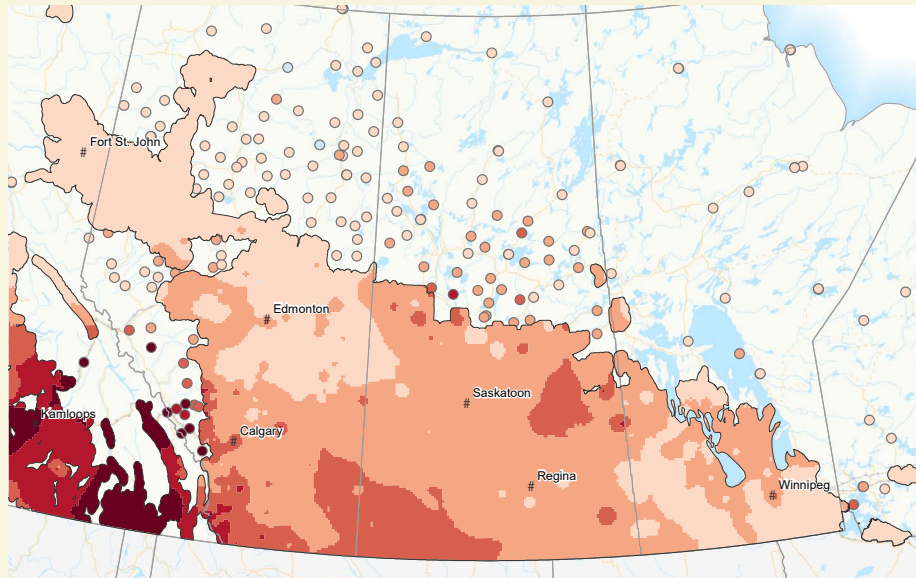 Fort St. John
#
Edmonton
#
Saskatoon
#
Kamloops
#
Calgary
#
Regina
#
Winnipeg
#